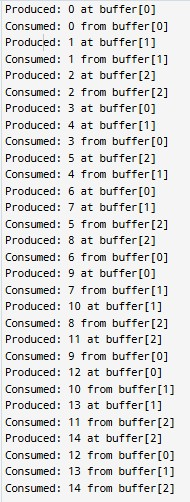 Produced: 0 at buffer[0]
Consumed: 0 from buffer[0]
Produced: 1 at buffer[1]
Consumed: 1 from buffer[1]
Produced: 2 at buffer[2]
Consumed: 2 from buffer[2]
Produced: 3 at buffer[0]
Produced: 4 at buffer[1]
Consumed: 3 from buffer[0]
Produced: 5 at buffer[2]
Consumed: 4 from buffer[1]
Produced: 6 at buffer[0]
Produced: 7 at buffer[1]
Consumed: 5 from buffer[2]
Produced: 8 at buffer[2]
Consumed: 6 from buffer[0]
Produced: 9 at buffer[0]
Consumed: 7 from buffer[1]
Produced: 10 at buffer[1]
Consumed: 8 from buffer[2]
Produced: 11 at buffer[2]
Consumed: 9 from buffer[0]
Produced: 12 at buffer[0]
Consumed: 10 from buffer[1]
Produced: 13 at buffer[1]
Consumed: 11 from buffer[2]
Produced: 14 at buffer[2]
Consumed: 12 from buffer[0]
Consumed: 13 from buffer[1]
Consumed: 14 from buffer[2]